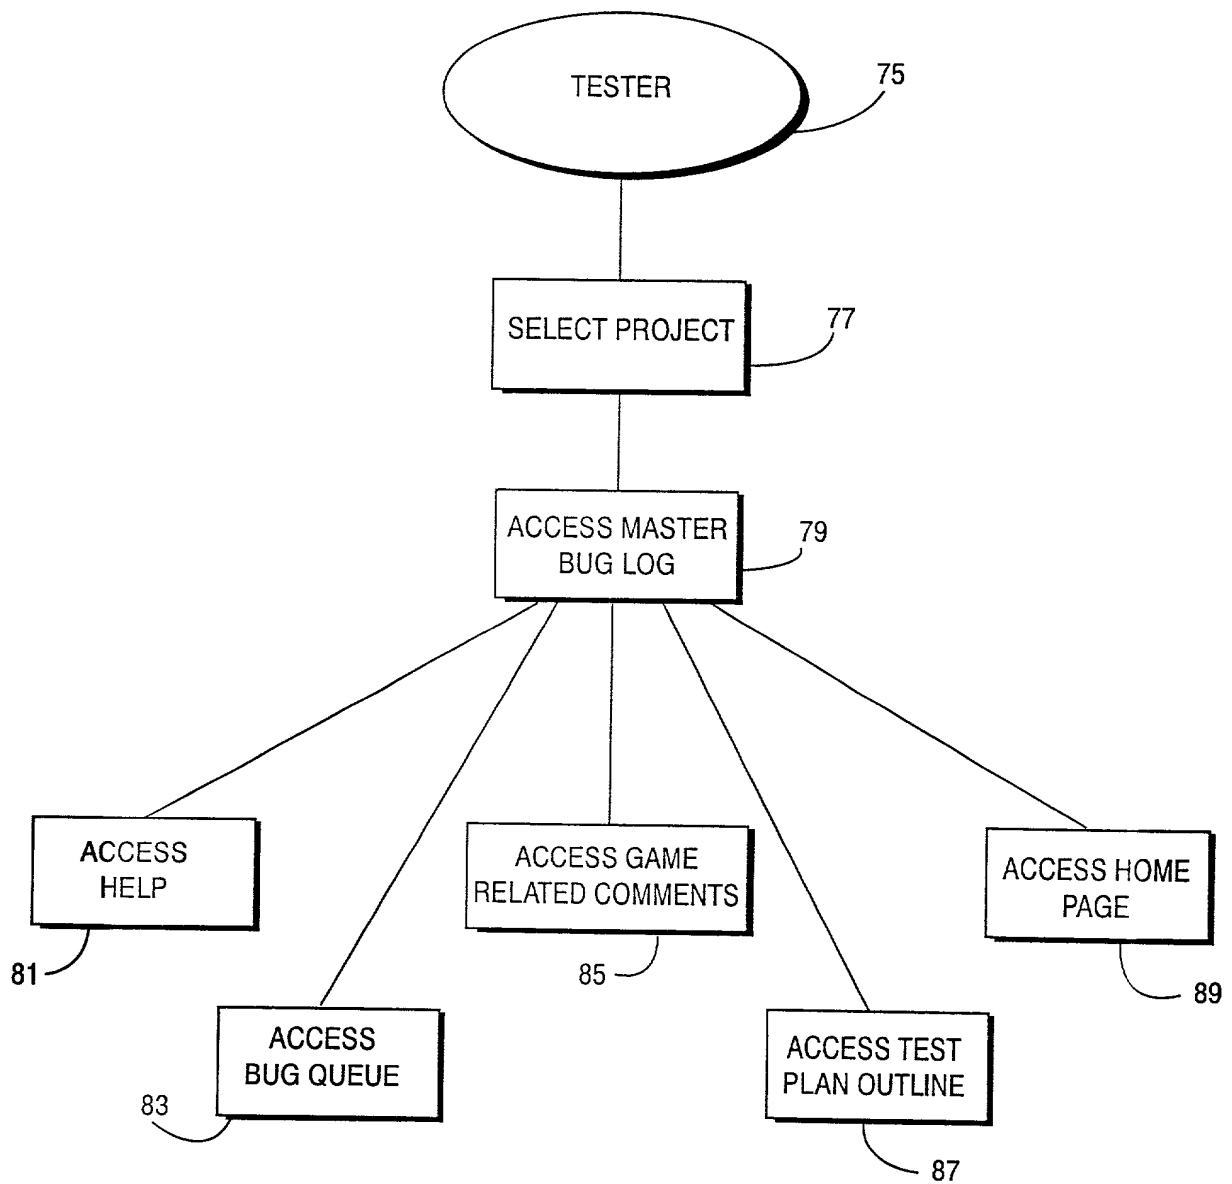 TESTER
75
SELECT PROJECT
77
ACCESS MASTER
BUG LOG
79
ACCESS
HELP
81
ACCESS
BUG QUEUE
83
ACCESS GAME
RELATED COMMENTS
85
ACCESS TEST
PLAN OUTLINE
87
ACCESS HOME
PAGE
89